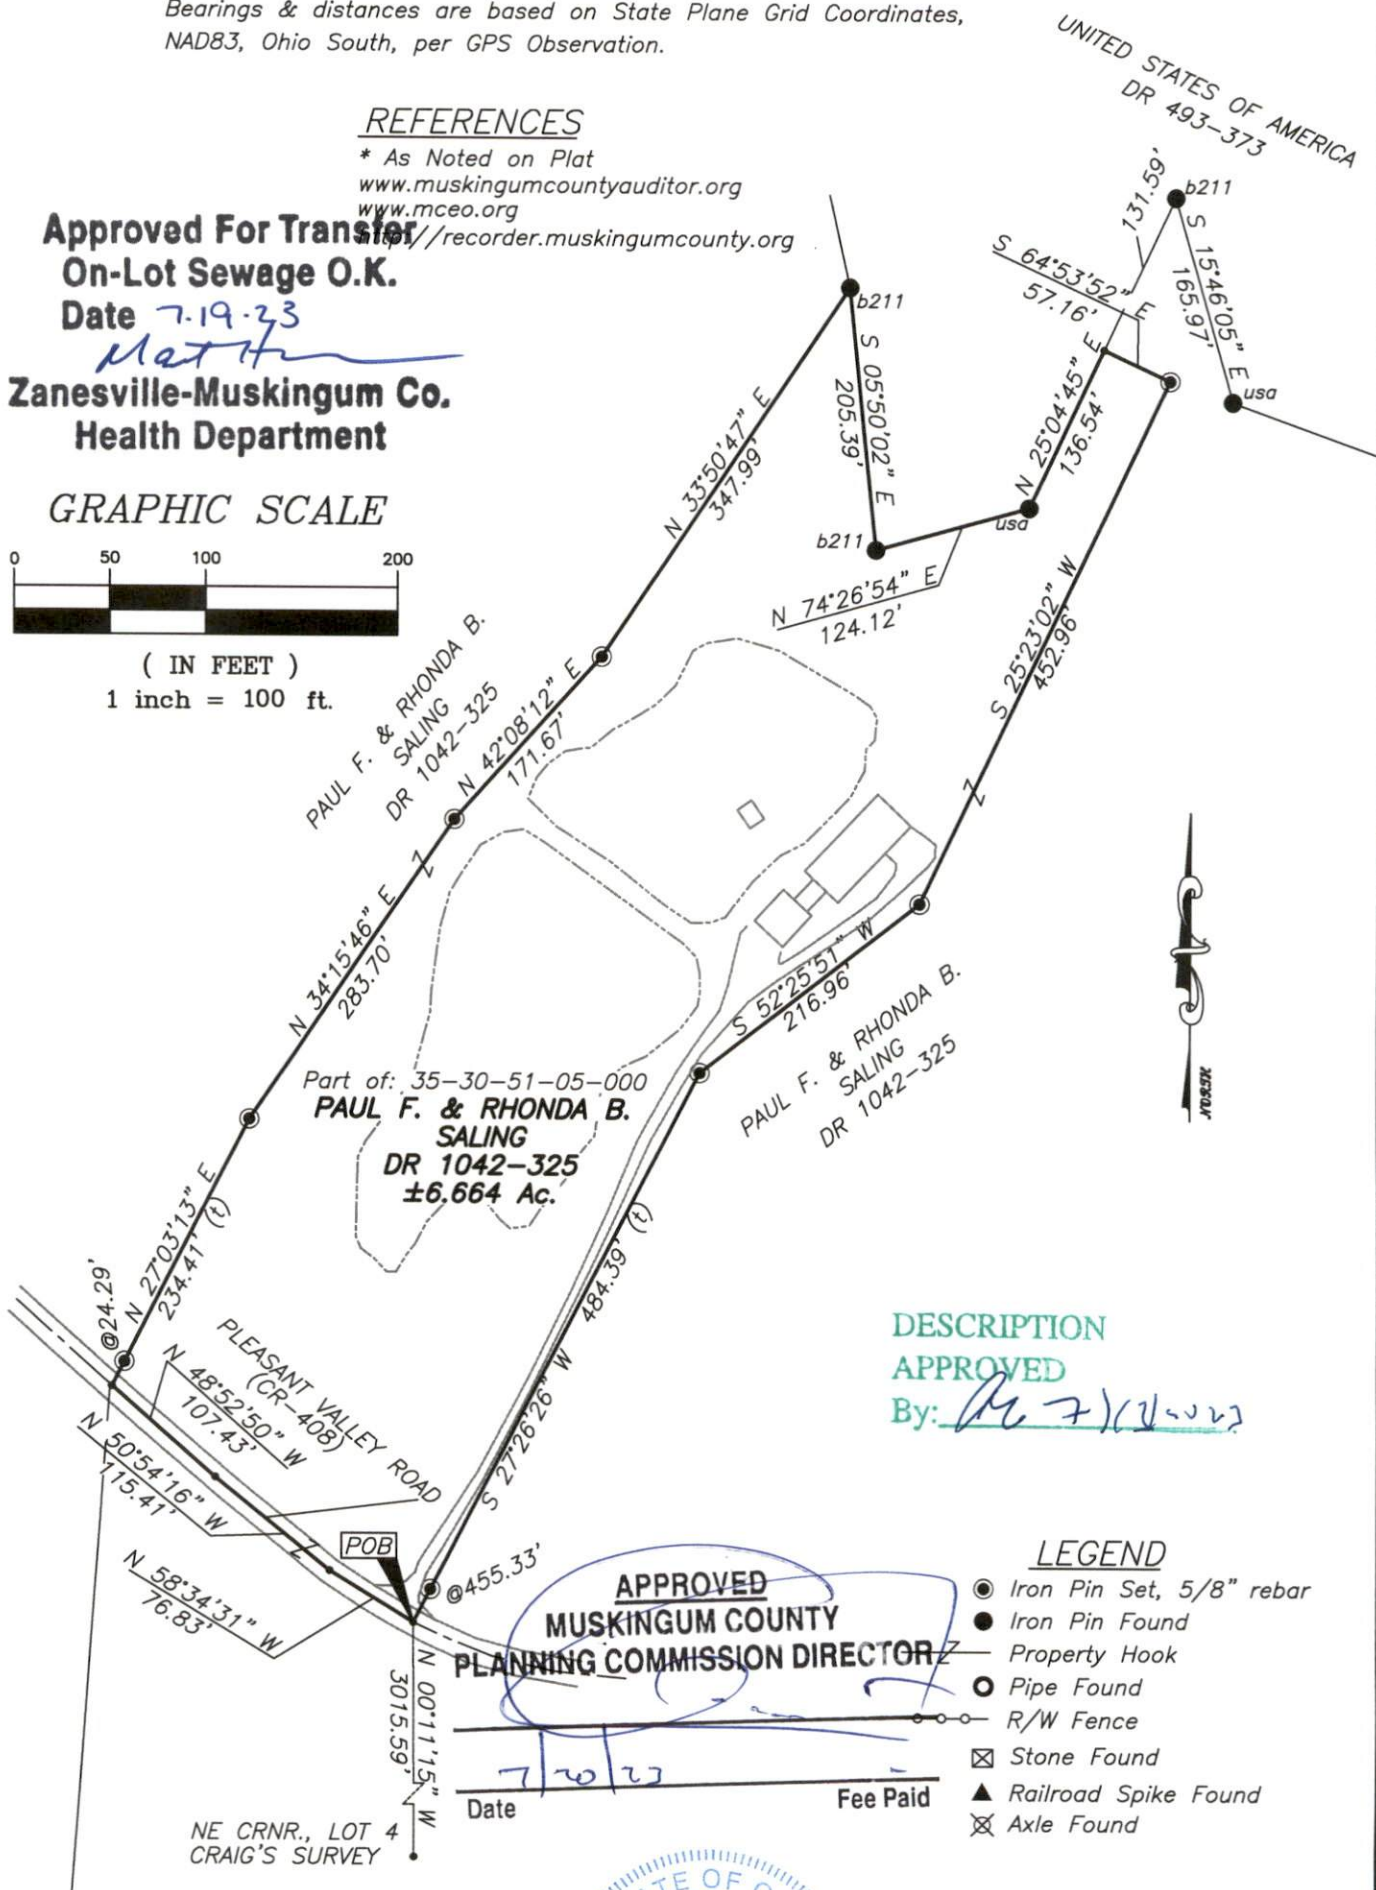 Bearings & distances are based on State Plane Grid Coordinates,
NAD83, Ohio South, per GPS Observation.
REFERENCES
* As Noted on Plat
www.muskingumcountyauditor.org
www.mceo.org
http//recorder.muskingumcounty.org
Approved For Transfer
On-Lot Sewage O.K.
Date 7.19.23
Zanesville-Muskingum Co.
Health Department
GRAPHIC SCALE
0 50 100 200
( IN FEET )
1 inch = 100 ft.
UNITED STATES OF AMERICA
DR 493-373
131.59'
b211
S 15°46'05" E
165.97'
usa
S 64°53'52" E
57.16'
N 25°04'45" E
136.54'
b211
S 05°50'02" E
205.39'
b211
usa
N 74°26'54" E
124.12'
N 33°50'47" E
347.99'
S 25°23'02" W
452.96'
PAUL F. & RHONDA B.
SALING
DR 1042-325
N 42°08'12" E
171.67'
N 34°15'46" E
283.70'
S 52°25'51" W
216.96'
PAUL F. & RHONDA B.
SALING
DR 1042-325
NORSK
Part of: 35-30-51-05-000
PAUL F. & RHONDA B.
SALING
DR 1042-325
±6.664 Ac.
N 27°03'13" E
234.41' (t)
@24.29'
484.39' (t)
S 27°26'26" W
PLEASANT VALLEY ROAD
(CR-408)
N 48°52'50" W
107.43'
N 50°54'16" W
115.41'
N 58°34'31" W
76.83'
POB
@455.33'
N 00°11'15" W
3015.59'
NE CRNR., LOT 4
CRAIG'S SURVEY
DESCRIPTION
APPROVED
By:
APPROVED
MUSKINGUM COUNTY
PLANNING COMMISSION DIRECTOR
7/20/23
Date Fee Paid
LEGEND
Iron Pin Set, 5/8" rebar
Iron Pin Found
Z Property Hook
Pipe Found
R/W Fence
Stone Found
Railroad Spike Found
Axle Found